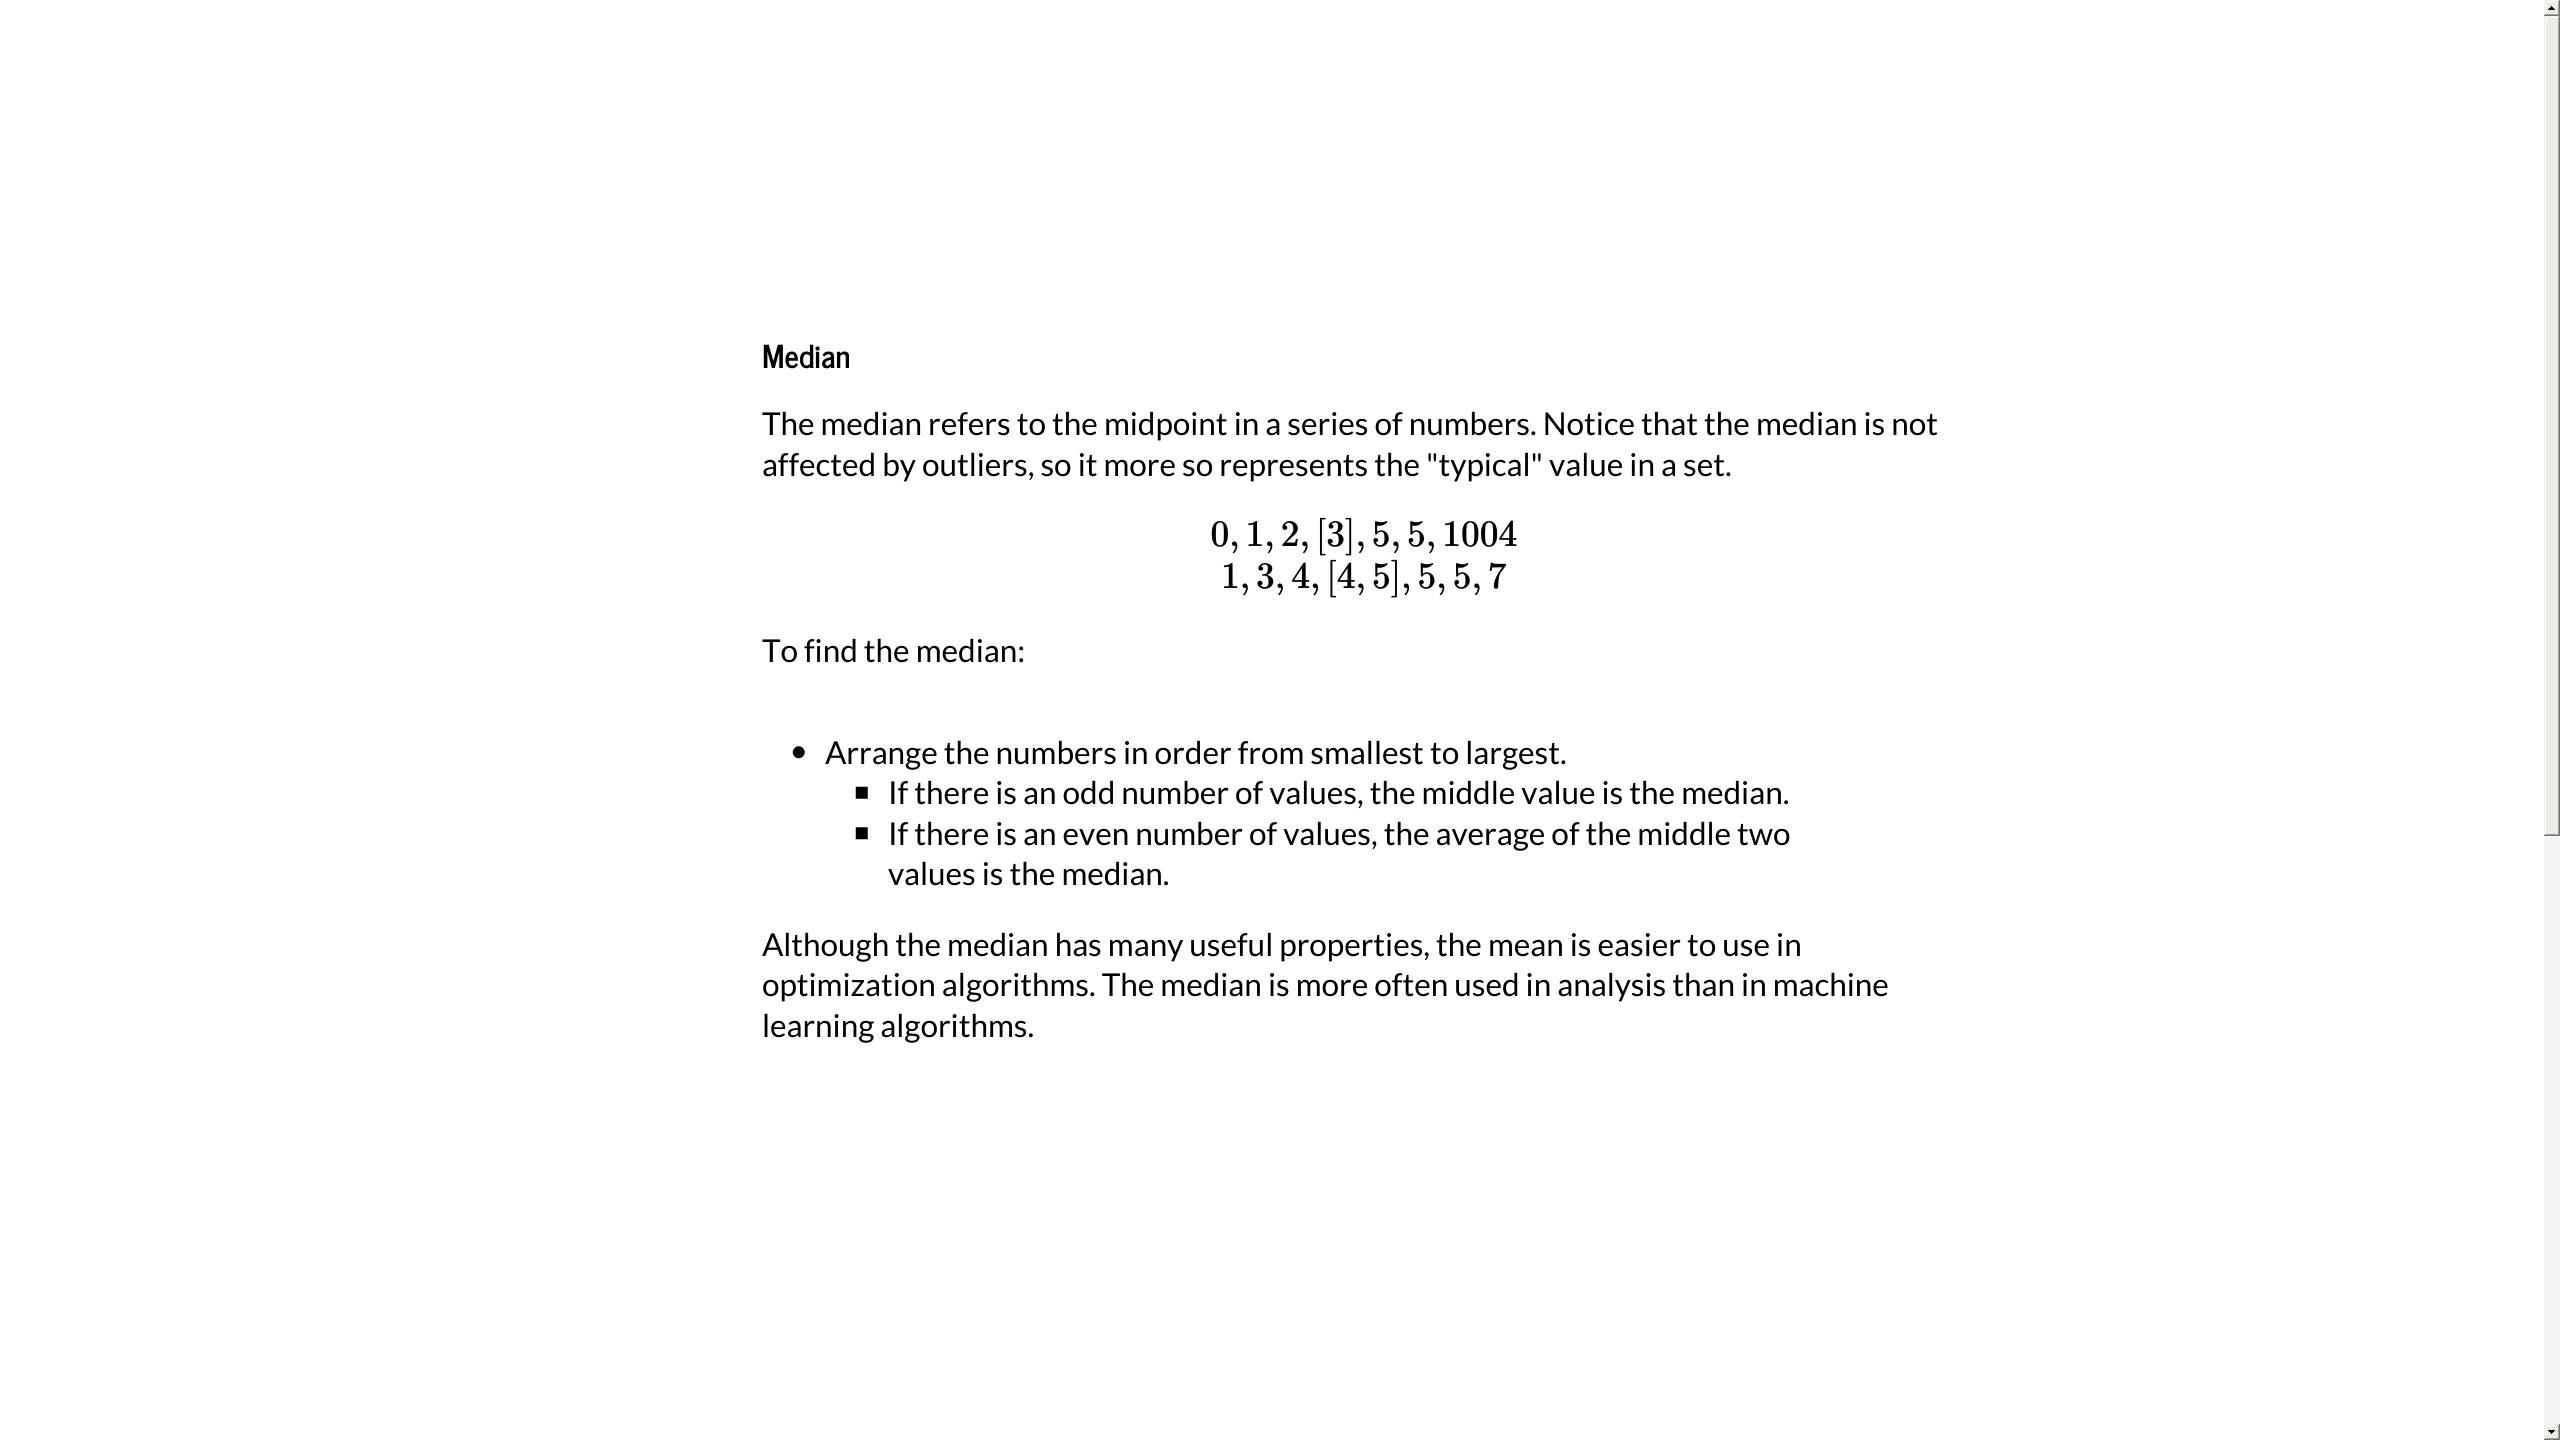 Median
The median refers to the midpoint in a series of numbers. Notice that the median is not
affected by outliers, so it more so represents the "typical" value in a set.
0, 1, 2, [3], 5, 5, 1004
1, 3, 4, [4, 5], 5, 5, 7
To find the median:
• Arrange the numbers in order from smallest to largest.
▪ If there is an odd number of values, the middle value is the median.
▪ If there is an even number of values, the average of the middle two
values is the median.
Although the median has many useful properties, the mean is easier to use in
optimization algorithms. The median is more often used in analysis than in machine
learning algorithms.